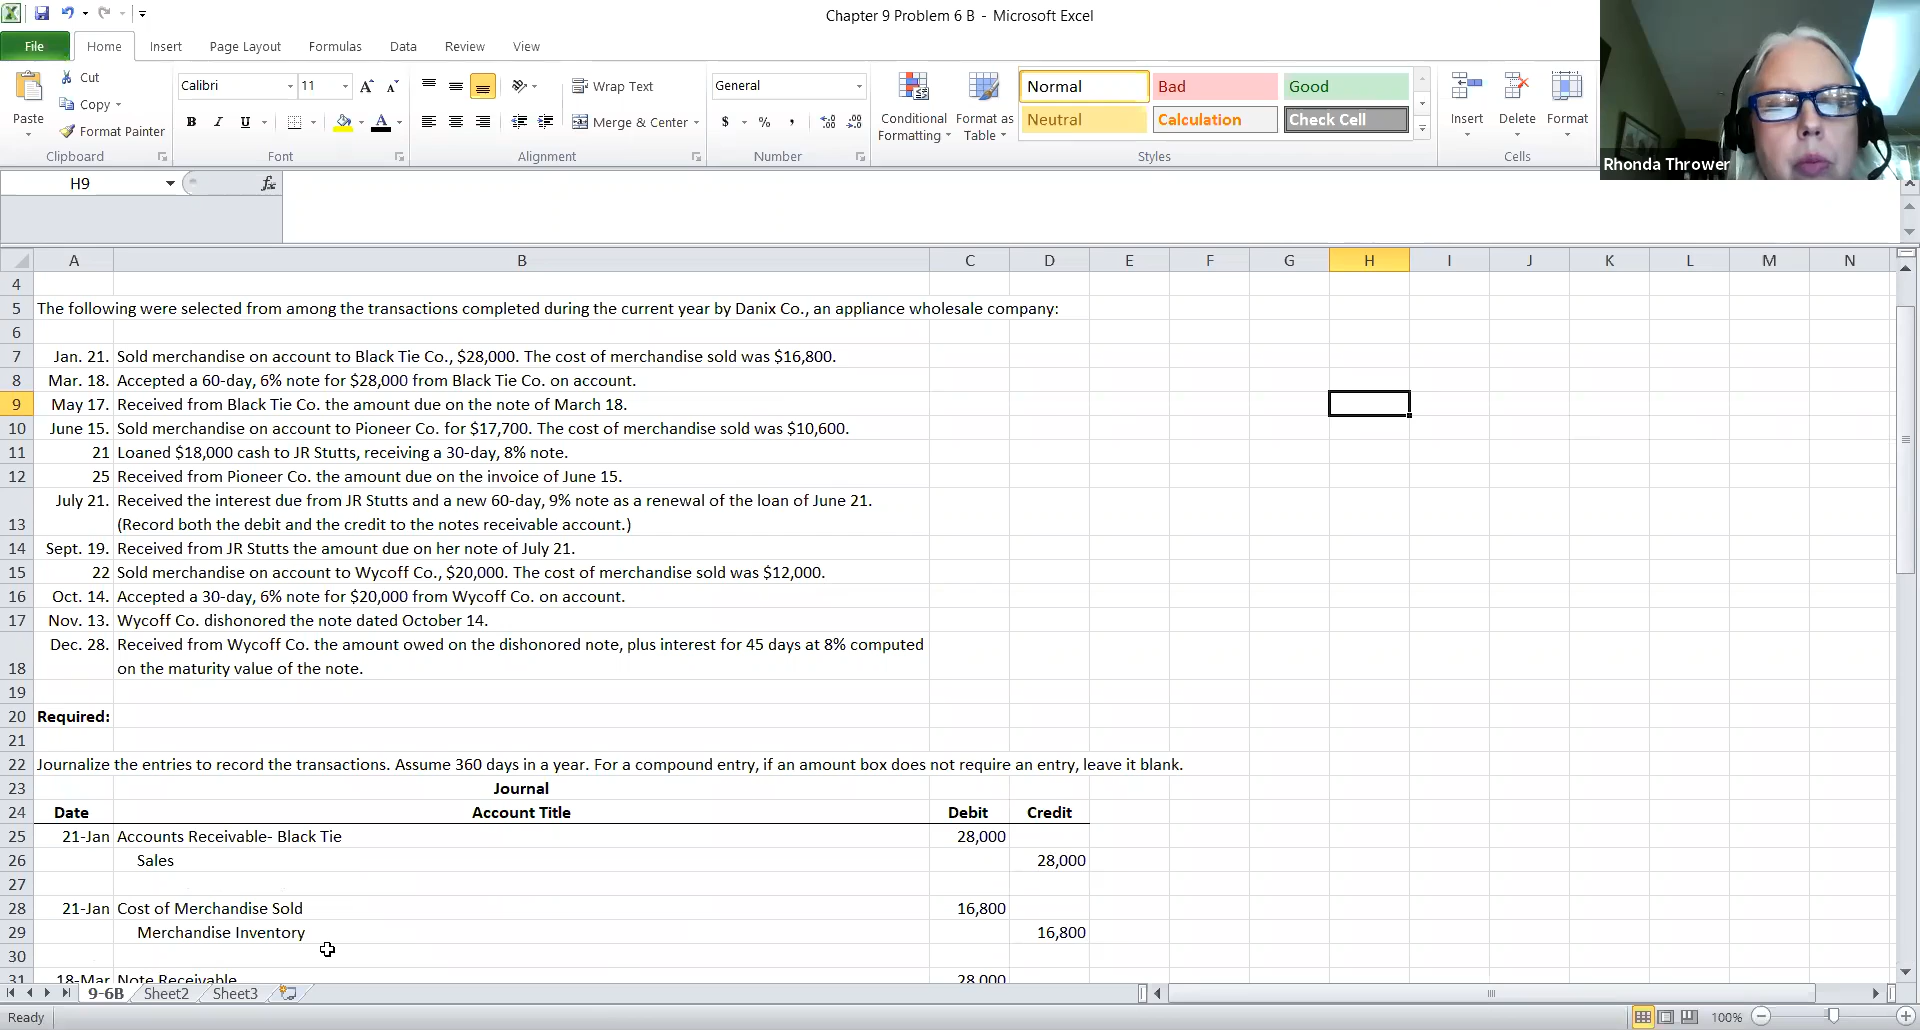 Chapter 9 Problem 6 B - Microsoft Excel
File Home Insert Page Layout Formulas Data Review View
Paste
Cut
Copy
Format Painter
Clipboard
Calibri 11 A A
B I U A
Font
Wrap Text
Merge & Center
Alignment
General
$ % , .0 .00 .00 .0
Number
Conditional Formatting
Format as Table
Normal Bad Good
Neutral Calculation Check Cell
Styles
Insert Delete Format
Cells
Rhonda Thrower
H9 fx
A B C D E F G H I J K L M N
4
5 The following were selected from among the transactions completed during the current year by Danix Co., an appliance wholesale company:
6
7 Jan. 21. Sold merchandise on account to Black Tie Co., $28,000. The cost of merchandise sold was $16,800.
8 Mar. 18. Accepted a 60-day, 6% note for $28,000 from Black Tie Co. on account.
9 May 17. Received from Black Tie Co. the amount due on the note of March 18.
10 June 15. Sold merchandise on account to Pioneer Co. for $17,700. The cost of merchandise sold was $10,600.
11 21 Loaned $18,000 cash to JR Stutts, receiving a 30-day, 8% note.
12 25 Received from Pioneer Co. the amount due on the invoice of June 15.
July 21. Received the interest due from JR Stutts and a new 60-day, 9% note as a renewal of the loan of June 21.
13 (Record both the debit and the credit to the notes receivable account.)
14 Sept. 19. Received from JR Stutts the amount due on her note of July 21.
15 22 Sold merchandise on account to Wycoff Co., $20,000. The cost of merchandise sold was $12,000.
16 Oct. 14. Accepted a 30-day, 6% note for $20,000 from Wycoff Co. on account.
17 Nov. 13. Wycoff Co. dishonored the note dated October 14.
Dec. 28. Received from Wycoff Co. the amount owed on the dishonored note, plus interest for 45 days at 8% computed
18 on the maturity value of the note.
19
20 Required:
21
22 Journalize the entries to record the transactions. Assume 360 days in a year. For a compound entry, if an amount box does not require an entry, leave it blank.
23 Journal
24 Date Account Title Debit Credit
25 21-Jan Accounts Receivable- Black Tie 28,000
26 Sales 28,000
27
28 21-Jan Cost of Merchandise Sold 16,800
29 Merchandise Inventory 16,800
30
31 18-Mar Note Receivable 28,000
9-6B Sheet2 Sheet3
Ready 100%